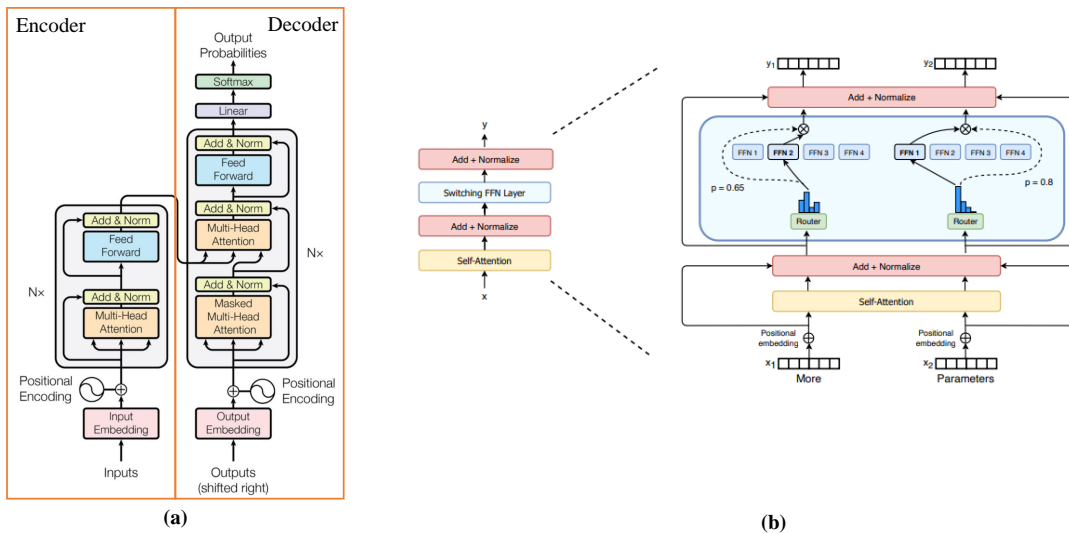 Encoder
Decoder
Output
Probabilities
Softmax
Linear
Add & Norm
Feed
Forward
Add & Norm
Multi-Head
Attention
N×
Add & Norm
Masked
Multi-Head
Attention
Add & Norm
Feed
Forward
N×
Add & Norm
Multi-Head
Attention
Positional
Encoding
Positional
Encoding
Input
Embedding
Output
Embedding
Inputs
Outputs
(shifted right)
(a)
y
Add + Normalize
Switching FFN Layer
Add + Normalize
Self-Attention
x
y1
y2
Add + Normalize
FFN 1 FFN 2 FFN 3 FFN 4
FFN 1 FFN 2 FFN 3 FFN 4
p = 0.65
p = 0.8
Router
Router
Add + Normalize
Self-Attention
Positional
embedding
Positional
embedding
x1
x2
More
Parameters
(b)